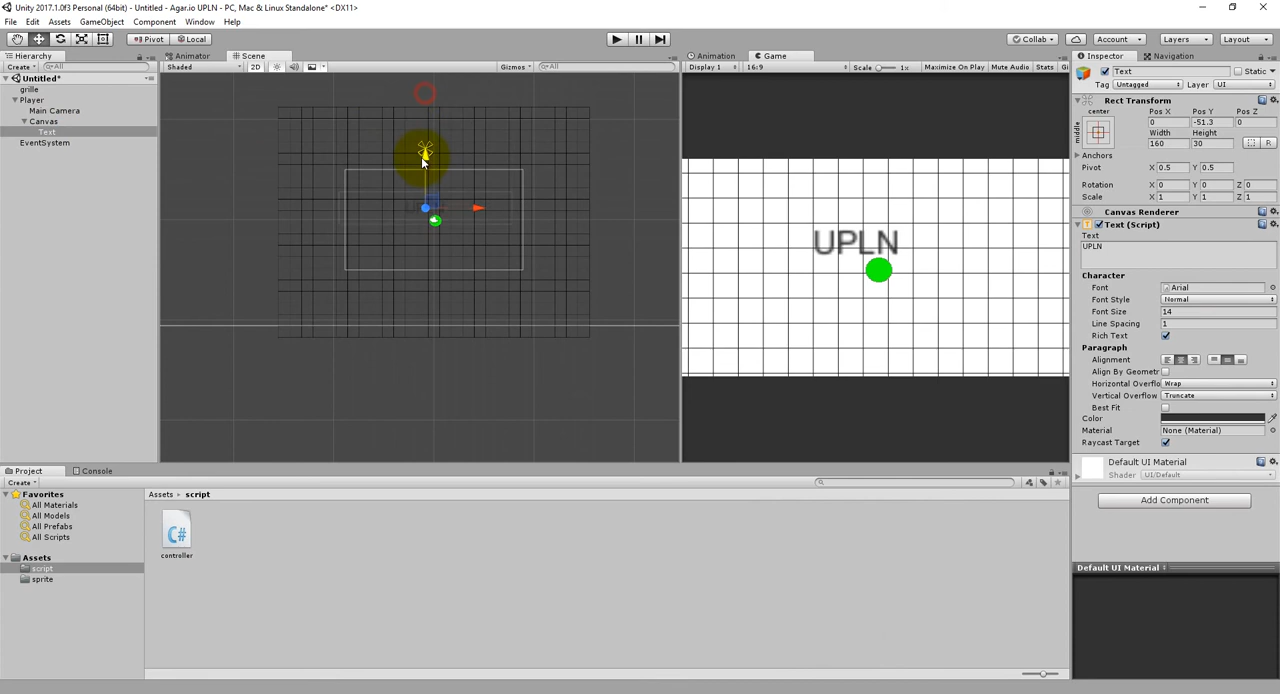 Unity 2017.1.0f3 Personal (64bit) - Untitled - Agar.io UPLN - PC, Mac & Linux Standalone* <DX11>
File Edit Assets GameObject Component Window Help
Pivot Local Collab Account Layers Layout
Hierarchy Animator Scene Animation Game Inspector Navigation
Create All Shaded 2D Gizmos All Display 1 16:9 Scale 1x Maximize On Play Mute Audio Stats Gi
Text Static
Tag Untagged Layer UI
Untitled*
grille
Player
Main Camera
Canvas
Text
EventSystem
UPLN
UPLN
Rect Transform
center
middle
Pos X Pos Y Pos Z
0 -51.3 0
Width Height
160 30
R
Anchors
Pivot X 0.5 Y 0.5
Rotation X 0 Y 0 Z 0
Scale X 1 Y 1 Z 1
Canvas Renderer
Text (Script)
Text
UPLN
Character
Font Arial
Font Style Normal
Font Size 14
Line Spacing 1
Rich Text
Paragraph
Alignment
Align By Geometr
Horizontal Overflo Wrap
Vertical Overflow Truncate
Best Fit
Color
Material None (Material)
Raycast Target
Default UI Material
Shader UI/Default
Add Component
Default UI Material
Project Console
Create
Favorites
All Materials
All Models
All Prefabs
All Scripts
Assets
script
sprite
Assets script
C#
controller